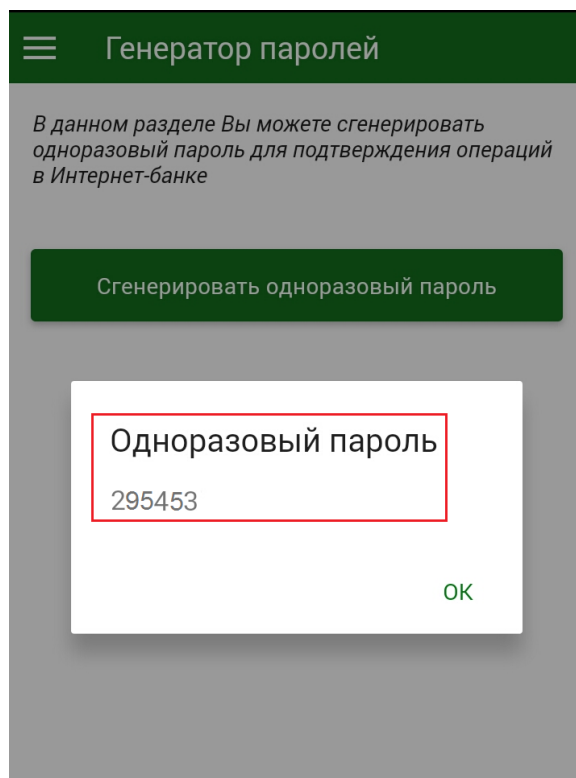 Генератор паролей
В данном разделе Вы можете сгенерировать
одноразовый пароль для подтверждения операций
в Интернет-банке
Сгенерировать одноразовый пароль
Одноразовый пароль
295453
ОК